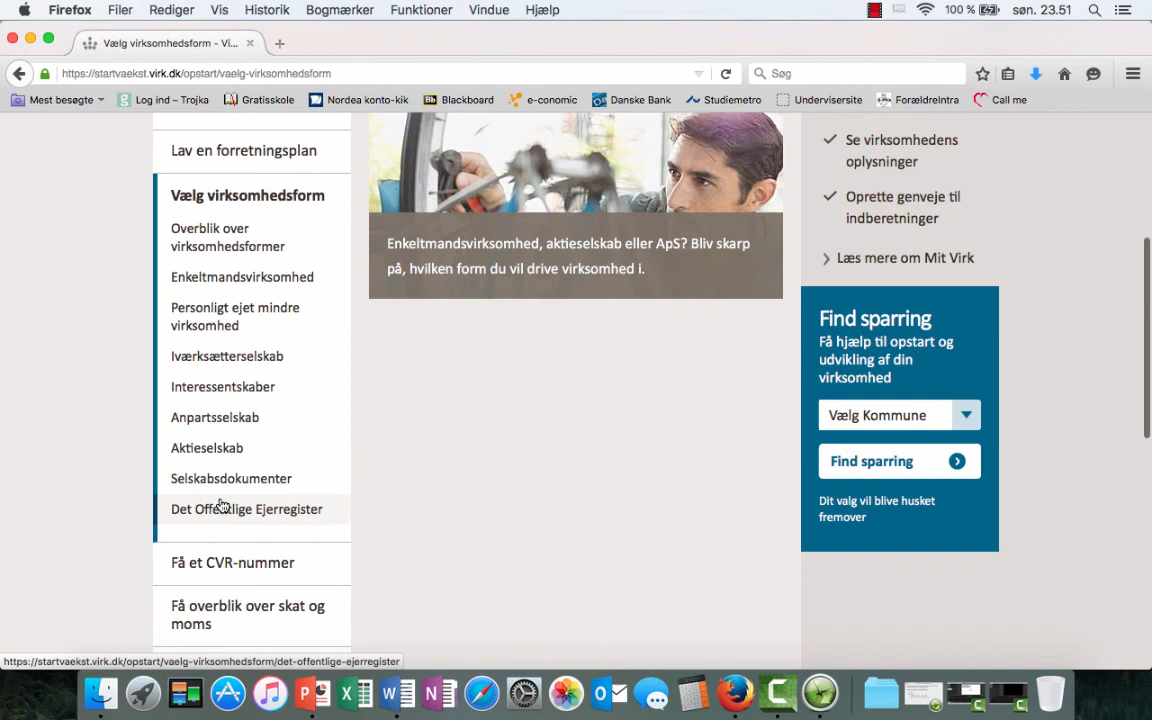 Firefox Filer Rediger Vis Historik Bogmærker Funktioner Vindue Hjælp 100 % søn. 23.51
Vælg virksomhedsform - Vi...
https://startvaekst.virk.dk/opstart/vaelg-virksomhedsform
Søg
Mest besøgte Log ind – Trojka Gratisskole Nordea konto-kik Bb Blackboard e-conomic Danske Bank Studiemetro Undervisersite ForældreIntra Call me
Lav en forretningsplan
Vælg virksomhedsform
Overblik over
virksomhedsformer
Enkeltmandsvirksomhed
Personligt ejet mindre
virksomhed
Iværksætterselskab
Interessentskaber
Anpartsselskab
Aktieselskab
Selskabsdokumenter
Det Offentlige Ejerregister
Få et CVR-nummer
Få overblik over skat og
moms
Enkeltmandsvirksomhed, aktieselskab eller ApS? Bliv skarp
på, hvilken form du vil drive virksomhed i.
Se virksomhedens
oplysninger
Oprette genveje til
indberetninger
Læs mere om Mit Virk
Find sparring
Få hjælp til opstart og
udvikling af din
virksomhed
Vælg Kommune
Find sparring
Dit valg vil blive husket
fremover
https://startvaekst.virk.dk/opstart/vaelg-virksomhedsform/det-offentlige-ejerregister